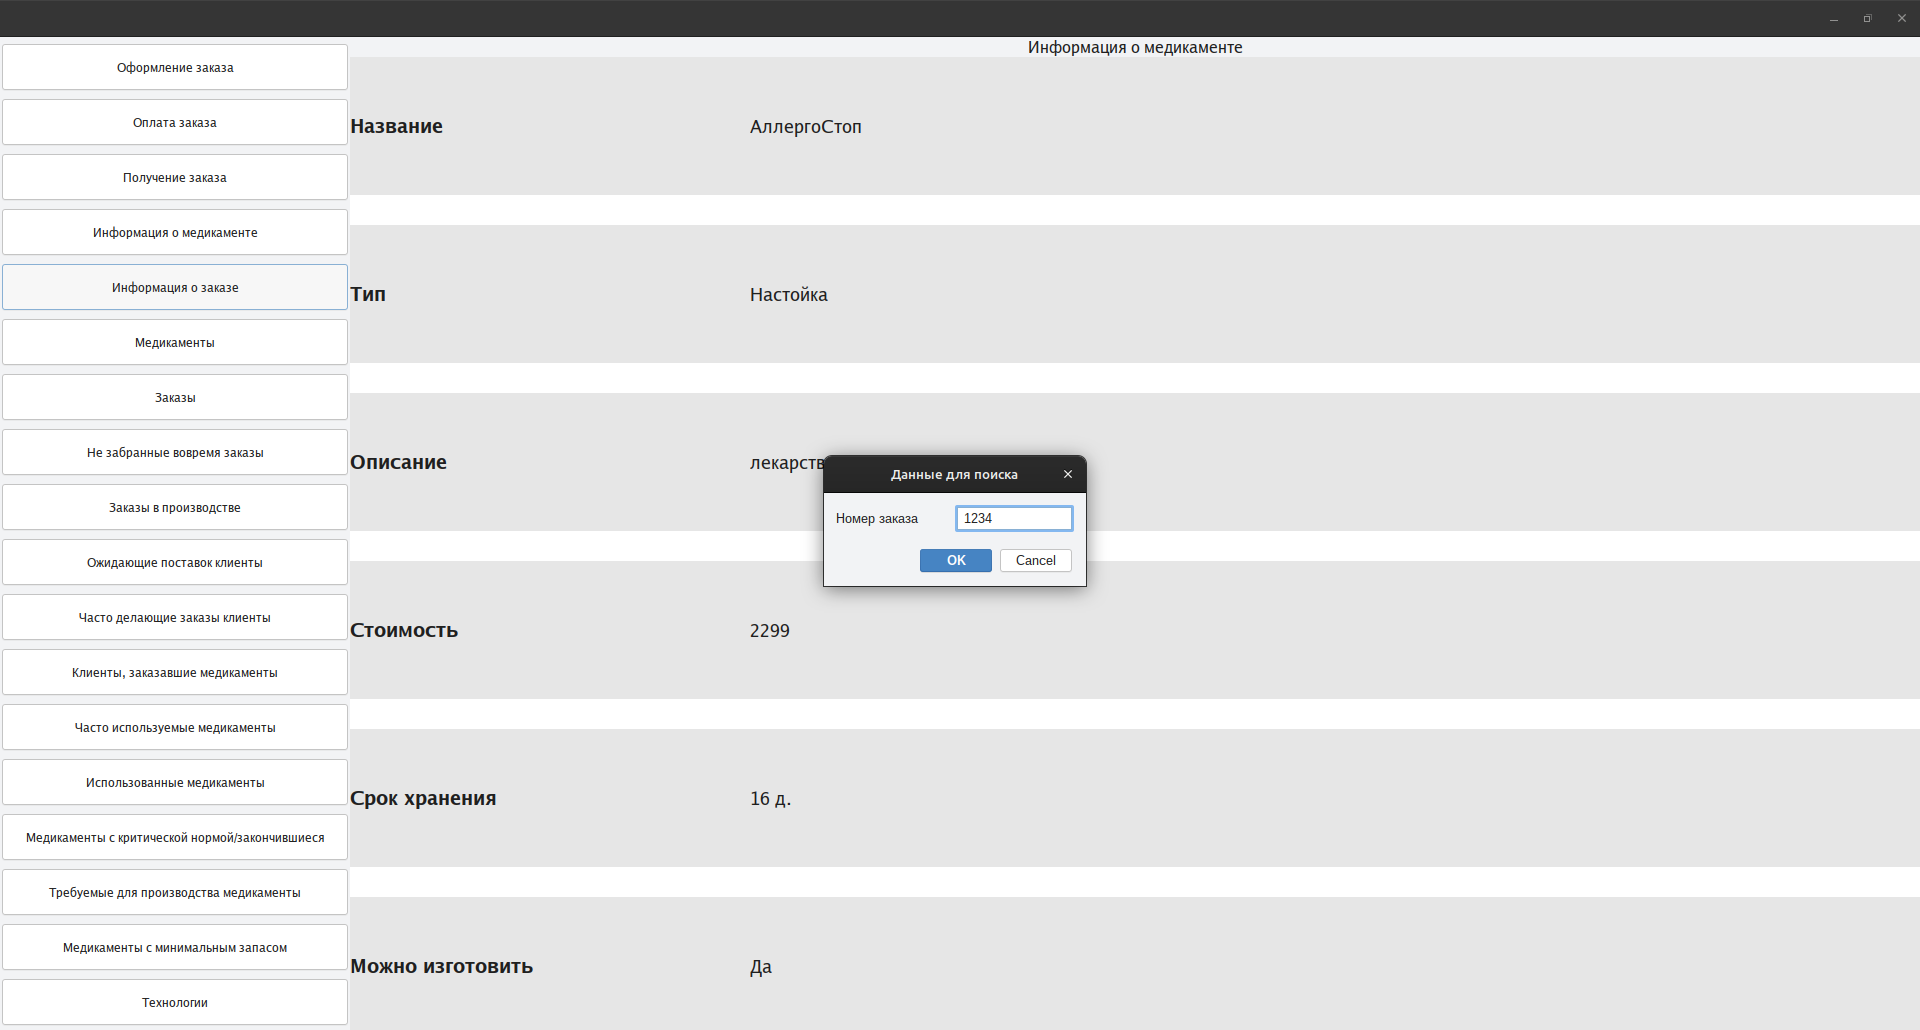 Информация о медикаменте
Оформление заказа
Оплата заказа
Получение заказа
Информация о медикаменте
Информация о заказе
Медикаменты
Заказы
Не забранные вовремя заказы
Заказы в производстве
Ожидающие поставок клиенты
Часто делающие заказы клиенты
Клиенты, заказавшие медикаменты
Часто используемые медикаменты
Использованные медикаменты
Медикаменты с критической нормой/закончившиеся
Требуемые для производства медикаменты
Медикаменты с минимальным запасом
Технологии
Название АллергоСтоп
Тип Настойка
Описание лекарств
Стоимость 2299
Срок хранения 16 д.
Можно изготовить Да
Данные для поиска
Номер заказа 1234
OK Cancel